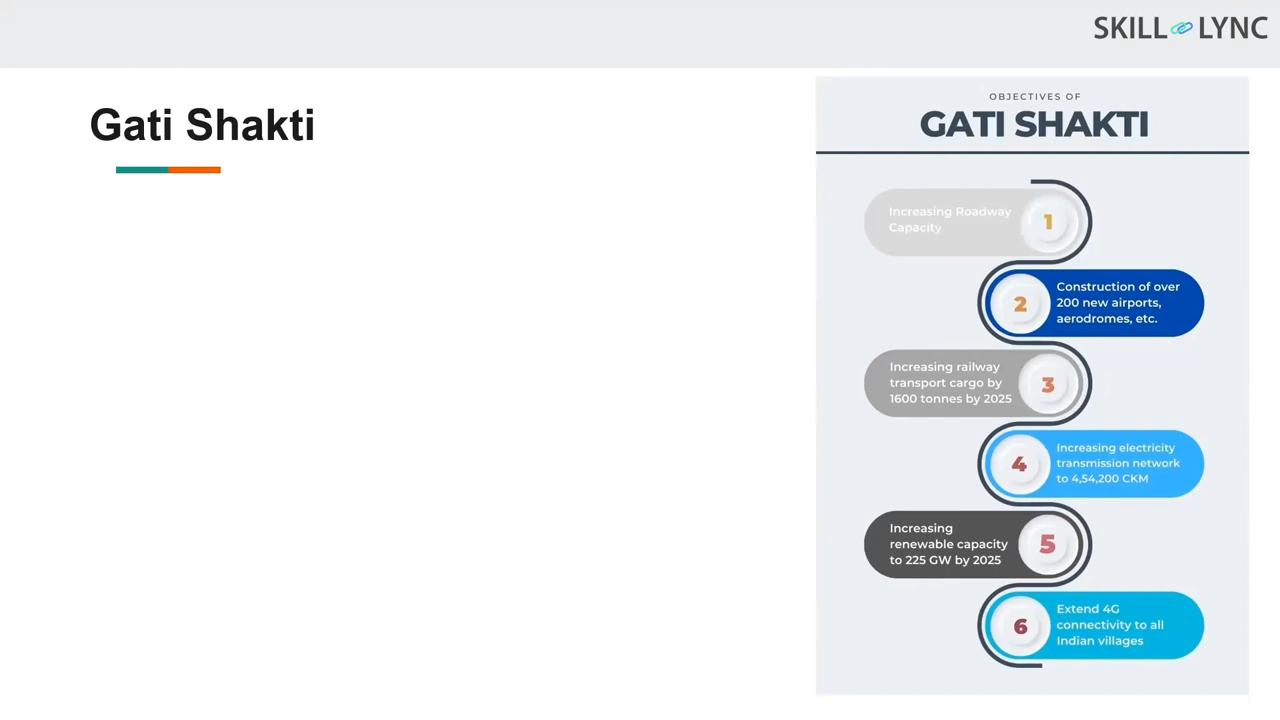 SKILL LYNC
Gati Shakti
OBJECTIVES OF
GATI SHAKTI
Increasing Roadway
Capacity
1
2
Construction of over
200 new airports,
aerodromes, etc.
Increasing railway
transport cargo by
1600 tonnes by 2025
3
4
Increasing electricity
transmission network
to 4,54,200 CKM
Increasing
renewable capacity
to 225 GW by 2025
5
6
Extend 4G
connectivity to all
Indian villages